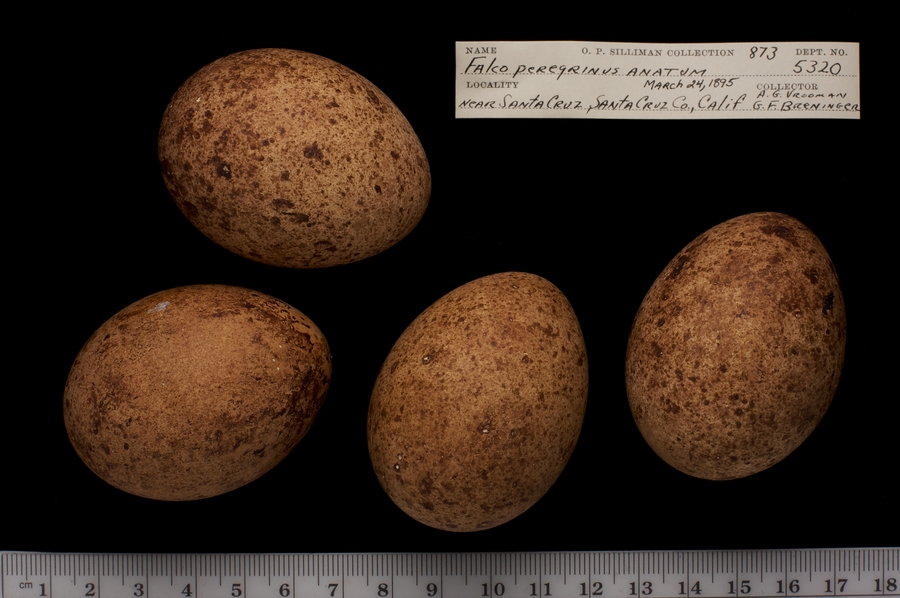 NAME O. P. SILLIMAN COLLECTION 873 DEPT. NO.
Falco peregrinus anatum 5320
LOCALITY March 24, 1895 COLLECTOR
A. G. Vrooman
near Santa Cruz, Santa Cruz Co., Calif G. F. Breninger
cm 1 2 3 4 5 6 7 8 9 10 11 12 13 14 15 16 17 18